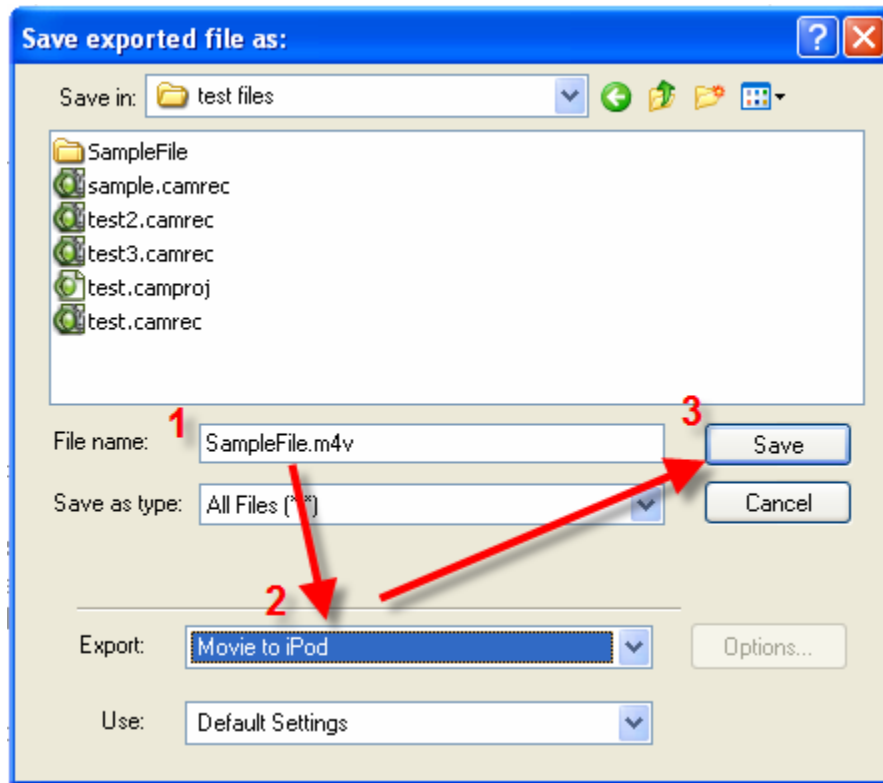 Save exported file as:
Save in: test files
SampleFile
sample.camrec
test2.camrec
test3.camrec
test.camproj
test.camrec
1
3
File name: SampleFile.m4v Save
Save as type: All Files (*.*) Cancel
2
Export: Movie to iPod Options...
Use: Default Settings